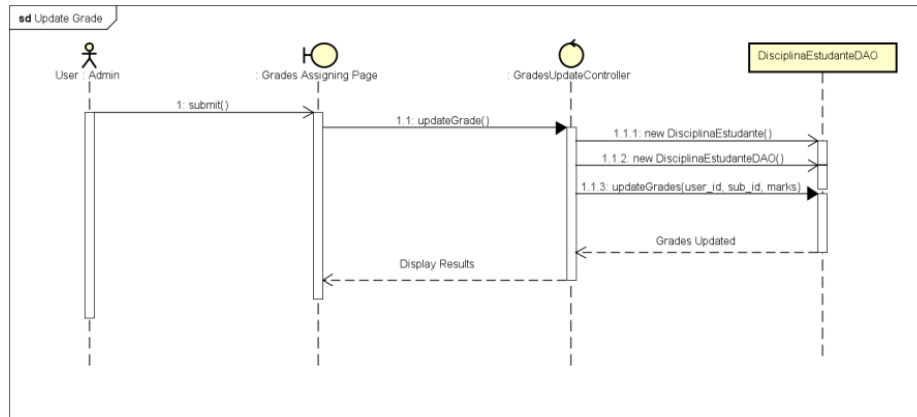 sd Update Grade
User : Admin
: Grades Assigning Page
: GradesUpdateController
DisciplinaEstudanteDAO
1: submit()
1.1: updateGrade()
1.1.1: new DisciplinaEstudante()
1.1.2: new DisciplinaEstudanteDAO()
1.1.3: updateGrades(user_id, sub_id, marks)
Grades Updated
Display Results